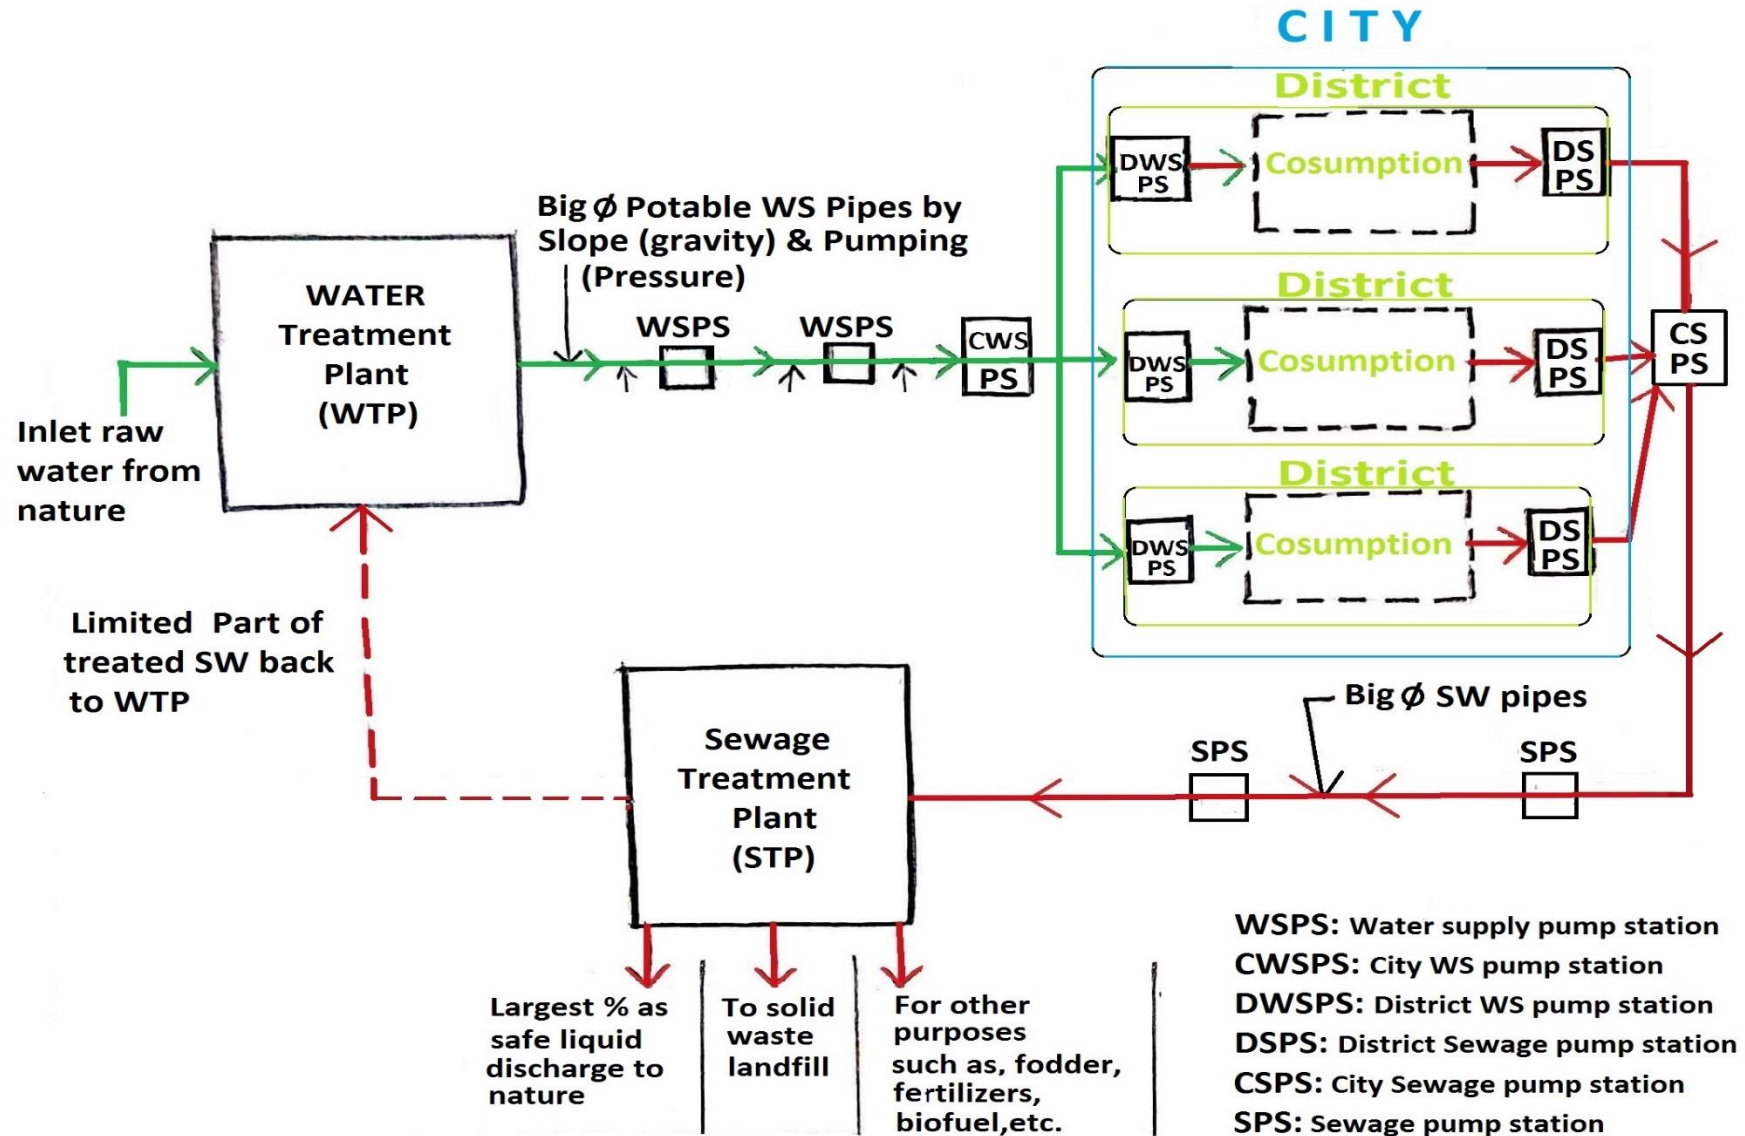 C I T Y
District
DWS
PS
Cosumption
DS
PS
Big ϕ Potable WS Pipes by
Slope (gravity) & Pumping
(Pressure)
WATER
Treatment
Plant
(WTP)
WSPS
WSPS
CWS
PS
District
DWS
PS
Cosumption
DS
PS
CS
PS
Inlet raw
water from
nature
District
DWS
PS
Cosumption
DS
PS
Limited Part of
treated SW back
to WTP
Big ϕ SW pipes
SPS
SPS
Sewage
Treatment
Plant
(STP)
Largest % as
safe liquid
discharge to
nature
To solid
waste
landfill
For other
purposes
such as, fodder,
fertilizers,
biofuel,etc.
WSPS: Water supply pump station
CWSPS: City WS pump station
DWSPS: District WS pump station
DSPS: District Sewage pump station
CSPS: City Sewage pump station
SPS: Sewage pump station